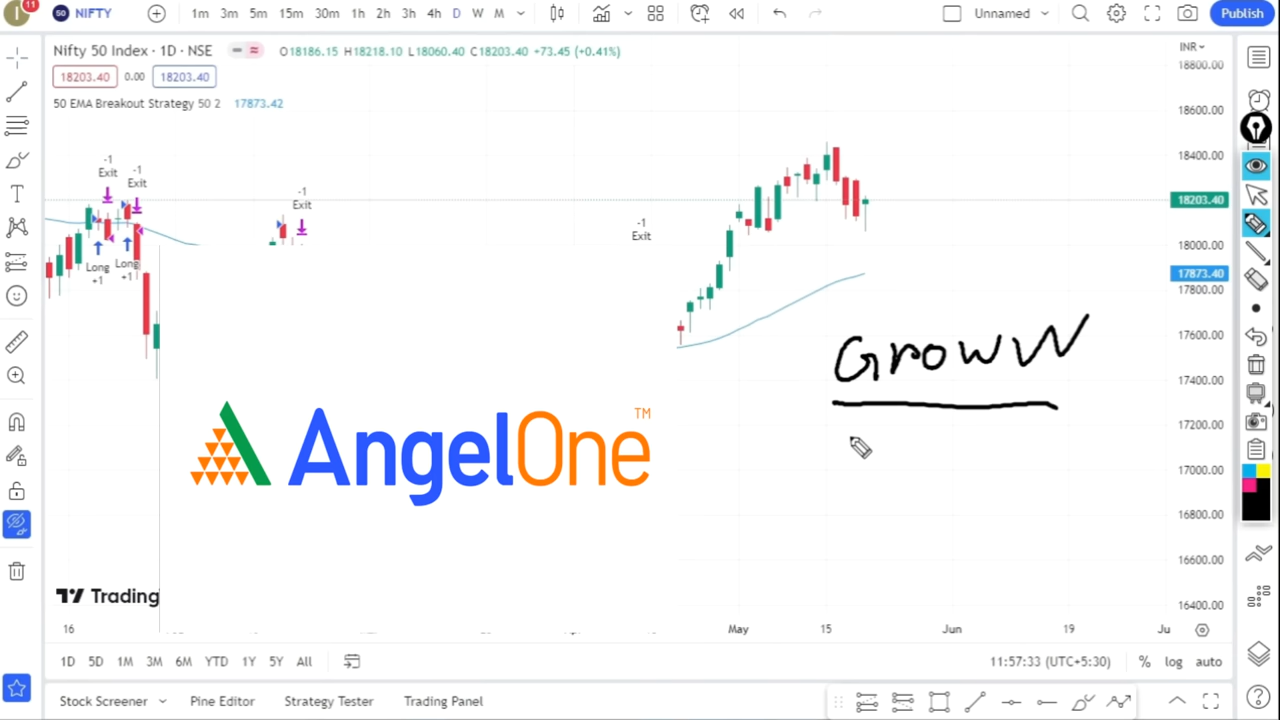 11
50 NIFTY
1m 3m 5m 15m 30m 1h 2h 3h 4h D W M
Unnamed
Publish
Nifty 50 Index · 1D · NSE
O18186.15 H18218.10 L18060.40 C18203.40 +73.45 (+0.41%)
INR
18203.40 0.00 18203.40
50 EMA Breakout Strategy 50 2 17873.42
18800.00
18600.00
18400.00
18203.40
18000.00
17873.40
17800.00
17600.00
17400.00
17200.00
17000.00
16800.00
16600.00
16400.00
-1
Exit
-1
Exit
-1
Exit
-1
Exit
Long
+1
Long
+1
GroWW
AngelOne™
Trading
16 May 15 Jun 19 Ju
1D 5D 1M 3M 6M YTD 1Y 5Y All
11:57:33 (UTC+5:30) % log auto
Stock Screener Pine Editor Strategy Tester Trading Panel